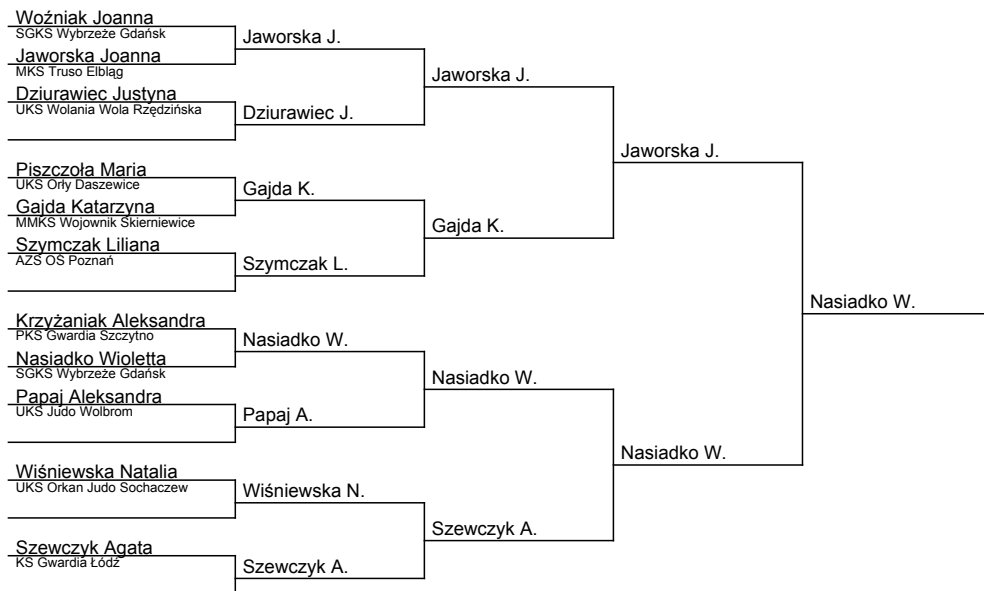 Woźniak Joanna
SGKS Wybrzeże Gdańsk
Jaworska Joanna
MKS Truso Elbląg
Dziurawiec Justyna
UKS Wolania Wola Rzędzińska
Piszczoła Maria
UKS Orły Daszewice
Gajda Katarzyna
MMKS Wojownik Skierniewice
Szymczak Liliana
AZS OŚ Poznań
Krzyżaniak Aleksandra
PKS Gwardia Szczytno
Nasiadko Wioletta
SGKS Wybrzeże Gdańsk
Papaj Aleksandra
UKS Judo Wolbrom
Wiśniewska Natalia
UKS Orkan Judo Sochaczew
Szewczyk Agata
KS Gwardia Łódź
Jaworska J.
Dziurawiec J.
Gajda K.
Szymczak L.
Nasiadko W.
Papaj A.
Wiśniewska N.
Szewczyk A.
Jaworska J.
Gajda K.
Nasiadko W.
Szewczyk A.
Jaworska J.
Nasiadko W.
Nasiadko W.